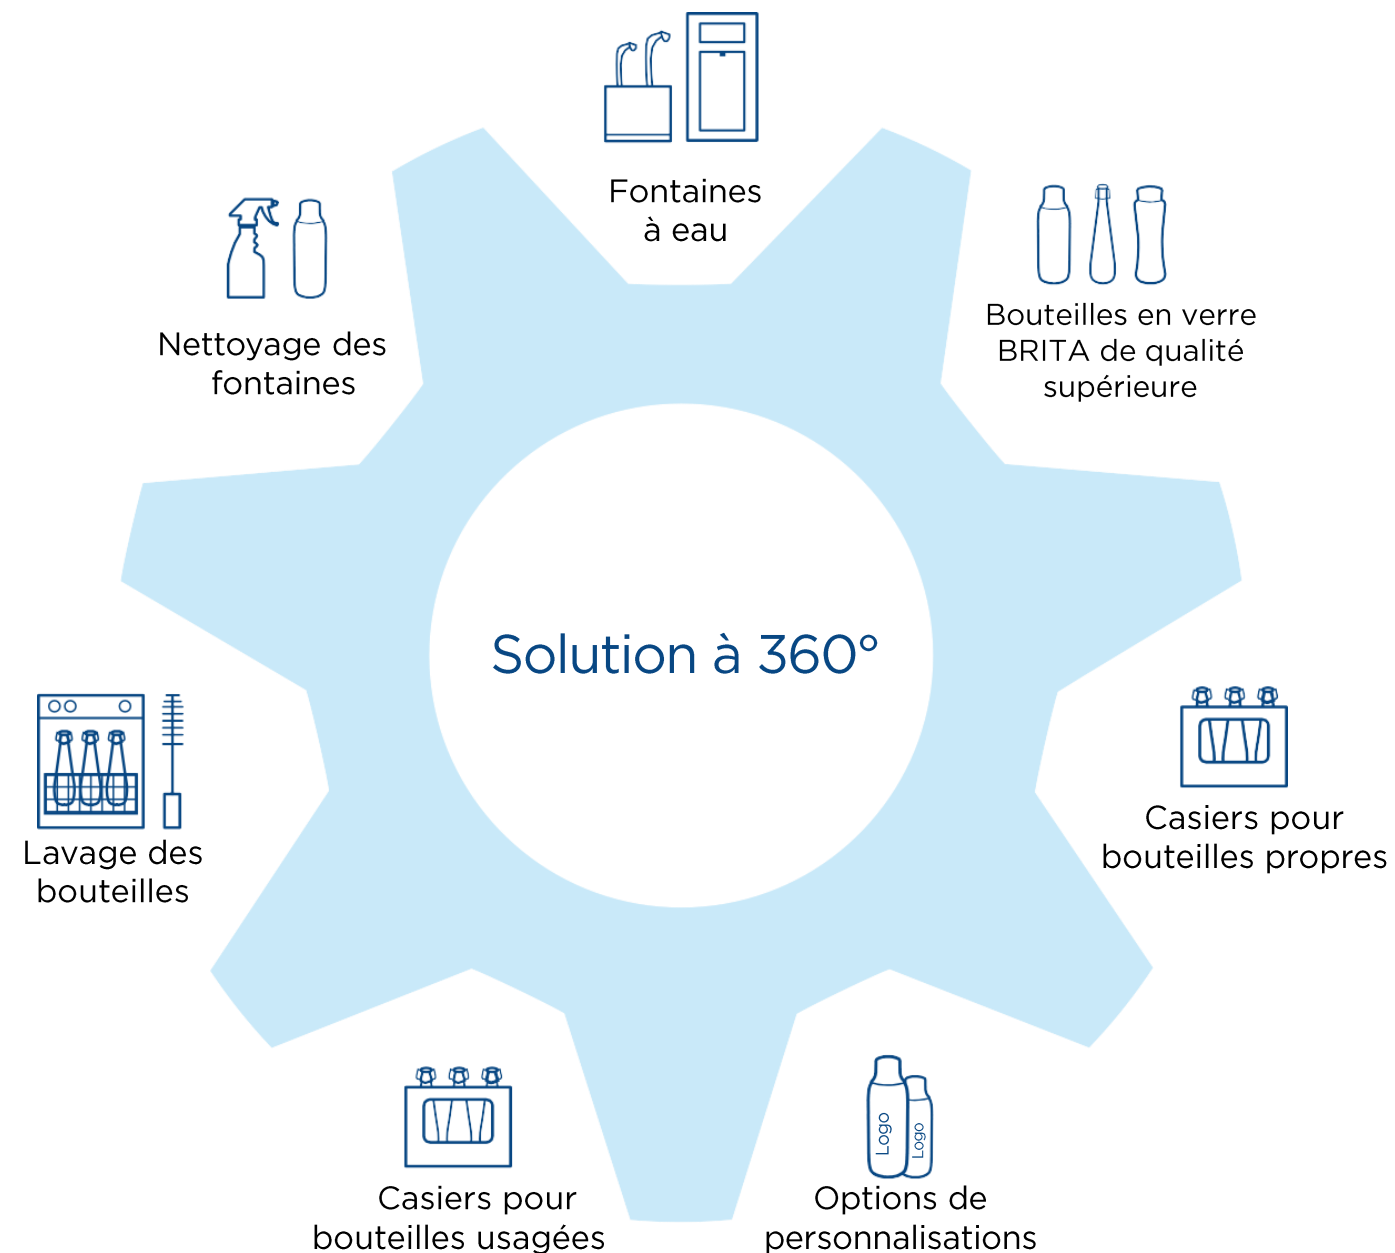 Fontaines
à eau
Bouteilles en verre
BRITA de qualité
supérieure
Nettoyage des
fontaines
Solution à 360°
Casiers pour
bouteilles propres
Lavage des
bouteilles
Logo
Logo
Options de
personnalisations
Casiers pour
bouteilles usagées